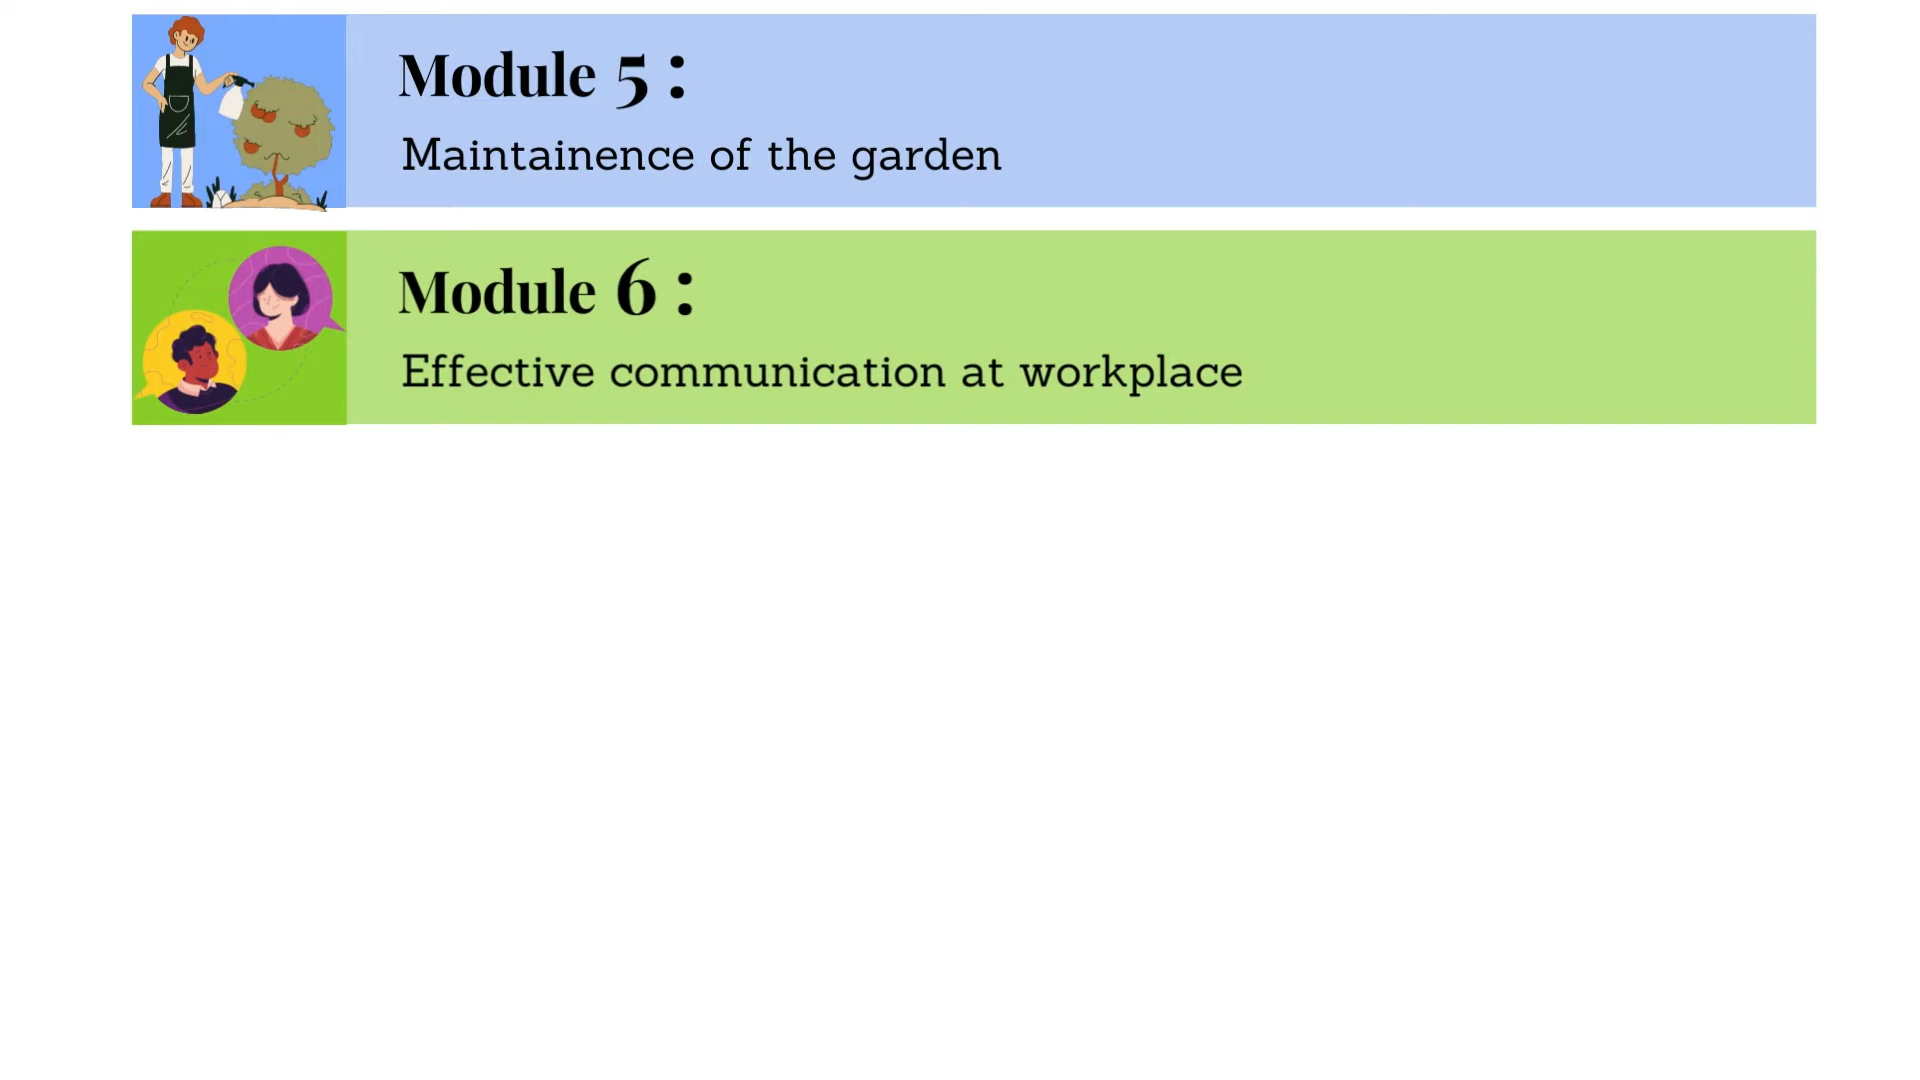 Module 5 :
Maintainence of the garden
Module 6 :
Effective communication at workplace